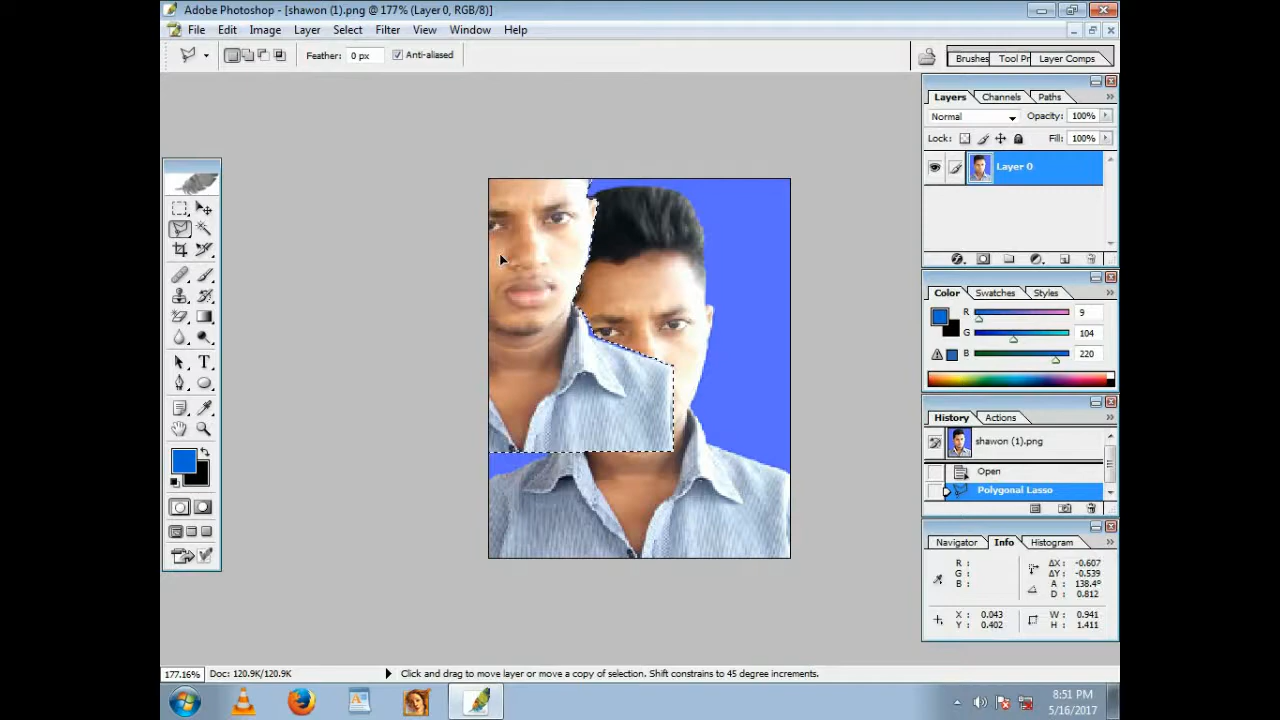 Adobe Photoshop - [shawon (1).png @ 177% (Layer 0, RGB/8)]
File Edit Image Layer Select Filter View Window Help
Feather: 0 px Anti-aliased
Brushes Tool Pr Layer Comps
Layers Channels Paths
Normal Opacity: 100%
Lock: Fill: 100%
Layer 0
Color Swatches Styles
R 9
G 104
B 220
History Actions
shawon (1).png
Open
Polygonal Lasso
Navigator Info Histogram
R : ΔX : -0.607
G : ΔY : -0.539
B : A : 138.4º
D : 0.812
X : 0.043 W : 0.941
Y : 0.402 H : 1.411
177.16% Doc: 120.9K/120.9K Click and drag to move layer or move a copy of selection. Shift constrains to 45 degree increments.
8:51 PM
5/16/2017